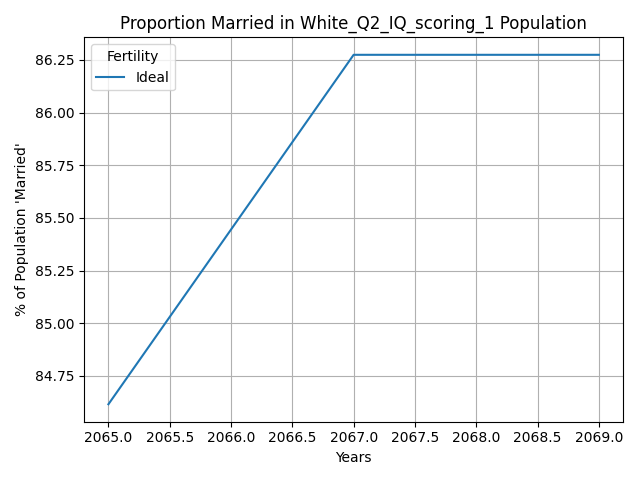 Proportion Married in White_Q2_IQ_scoring_1 Population
Fertility
Ideal
86.25
86.00
85.75
85.50
85.25
85.00
84.75
% of Population 'Married'
2065.0 2065.5 2066.0 2066.5 2067.0 2067.5 2068.0 2068.5 2069.0
Years